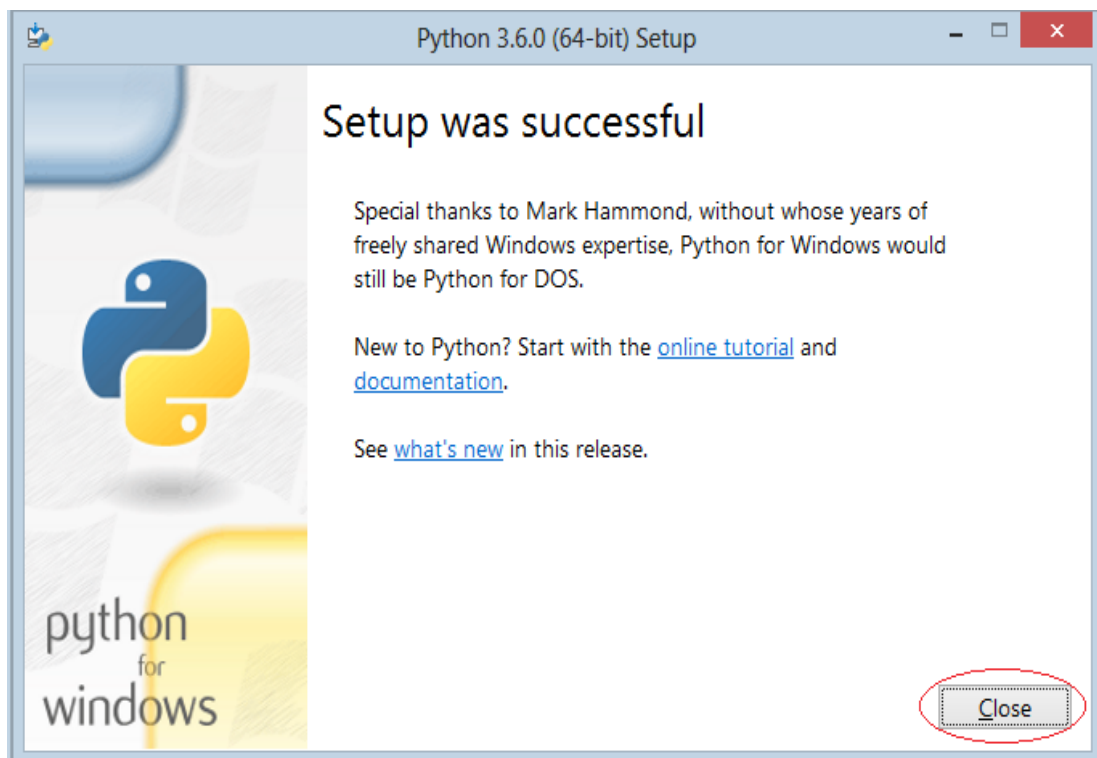 Python 3.6.0 (64-bit) Setup
Setup was successful
Special thanks to Mark Hammond, without whose years of
freely shared Windows expertise, Python for Windows would
still be Python for DOS.
New to Python? Start with the online tutorial and
documentation.
See what's new in this release.
python
for
windows
Close